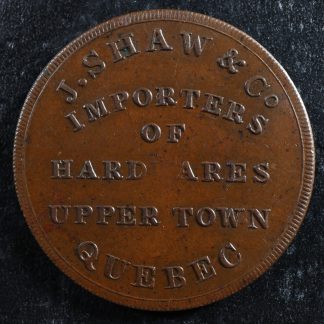 J. SHAW & Co
IMPORTERS
OF
HARD ARES
UPPER TOWN
QUEBEC